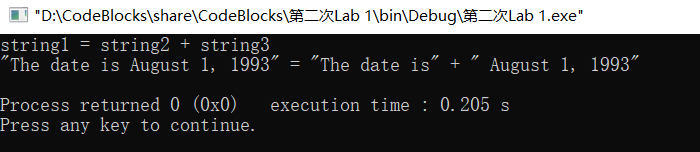 "D:\CodeBlocks\share\CodeBlocks\第二次Lab 1\bin\Debug\第二次Lab 1.exe"
string1 = string2 + string3
"The date is August 1, 1993" = "The date is" + " August 1, 1993"
Process returned 0 (0x0)   execution time : 0.205 s
Press any key to continue.